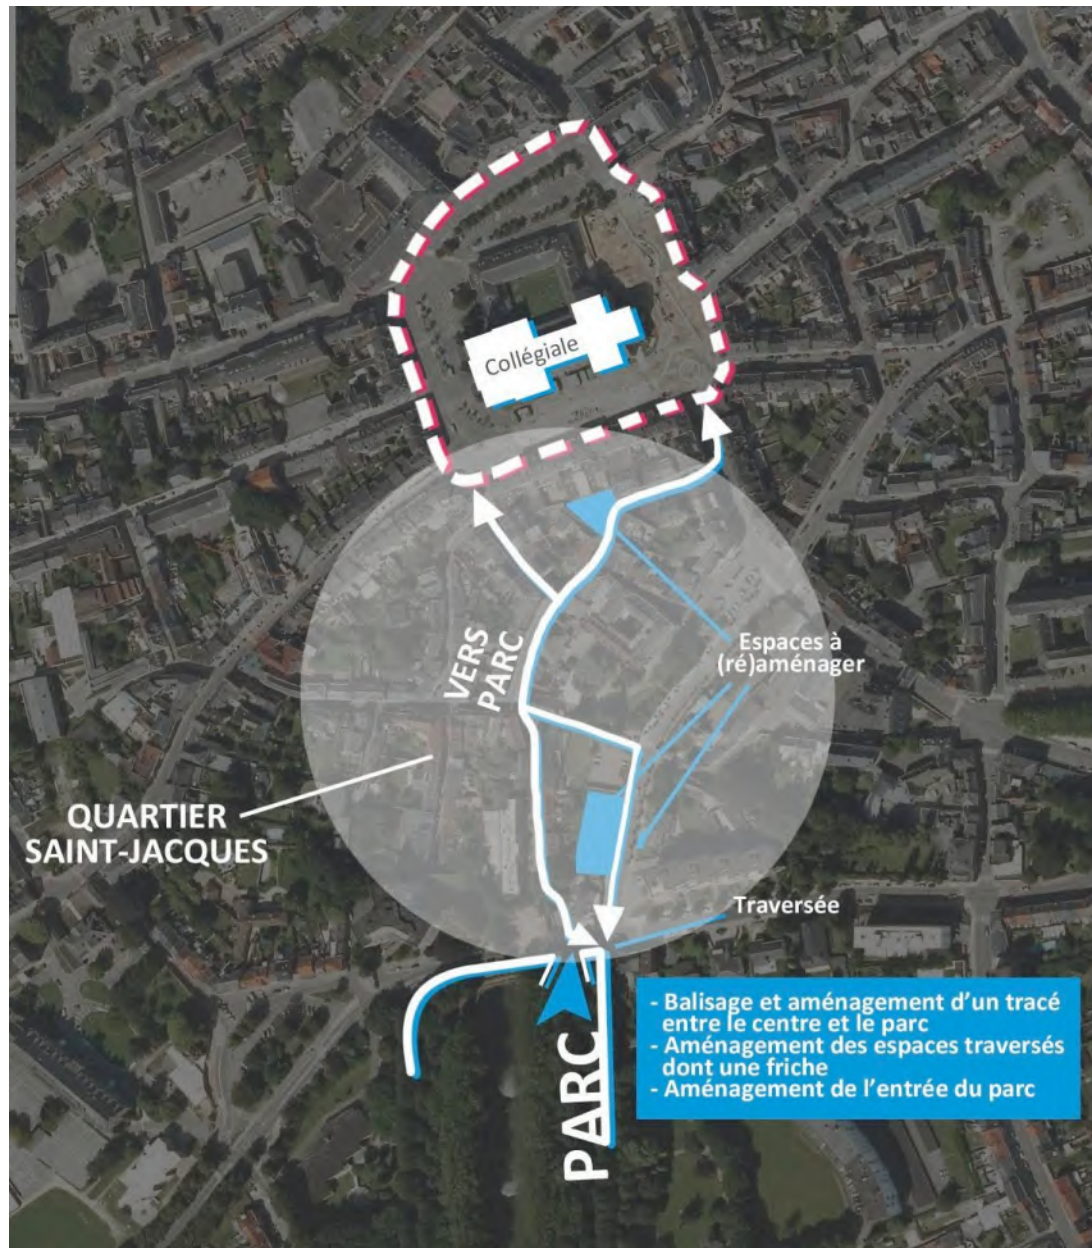 Collégiale
VERS
PARC
Espaces à
(ré)aménager
QUARTIER
SAINT-JACQUES
Traversée
- Balisage et aménagement d'un tracé
entre le centre et le parc
- Aménagement des espaces traversés
dont une friche
- Aménagement de l'entrée du parc
PARC